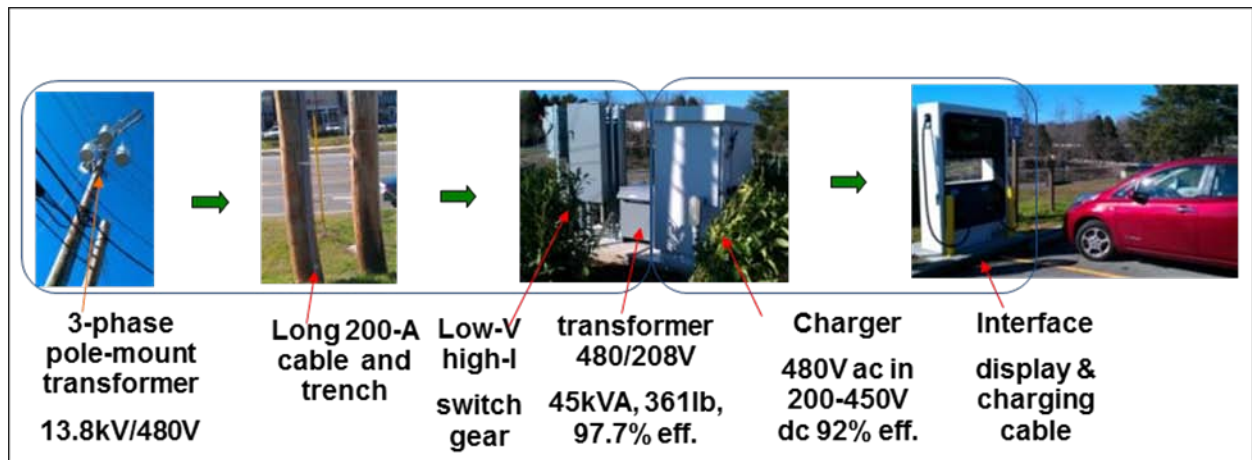 3-phase
pole-mount
transformer
13.8kV/480V
Long 200-A
cable and
trench
Low-V
high-I
switch
gear
transformer
480/208V
45kVA, 361lb,
97.7% eff.
Charger
480V ac in
200-450V
dc 92% eff.
Interface
display &
charging
cable